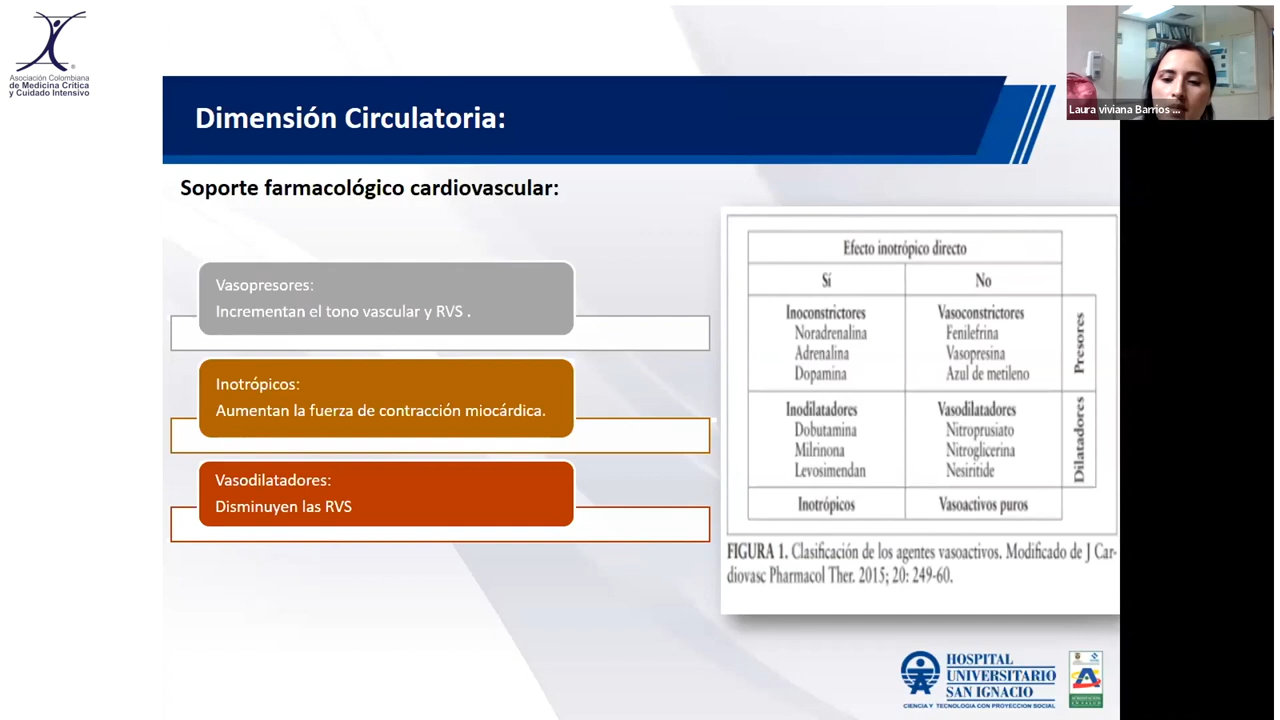 Asociación Colombiana
de Medicina Crítica
y Cuidado Intensivo
Laura viviana Barrios ...
Dimensión Circulatoria:
Soporte farmacológico cardiovascular:
Vasopresores:
Incrementan el tono vascular y RVS .
Inotrópicos:
Aumentan la fuerza de contracción miocárdica.
Vasodilatadores:
Disminuyen las RVS
Efecto inotrópico directo
Sí No
Inoconstrictores Vasoconstrictores
Noradrenalina Fenilefrina
Adrenalina Vasopresina
Dopamina Azul de metileno
Presores
Inodilatadores Vasodilatadores
Dobutamina Nitroprusiato
Milrinona Nitroglicerina
Levosimendan Nesiritide
Dilatadores
Inotrópicos Vasoactivos puros
FIGURA 1. Clasificación de los agentes vasoactivos. Modificado de J Car-
diovasc Pharmacol Ther. 2015; 20: 249-60.
HOSPITAL
UNIVERSITARIO
SAN IGNACIO
CIENCIA Y TECNOLOGIA CON PROYECCION SOCIAL